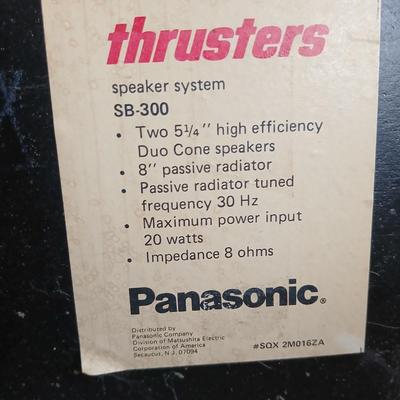 thrusters
speaker system
SB-300
• Two 5¼" high efficiency
Duo Cone speakers
• 8" passive radiator
• Passive radiator tuned
frequency 30 Hz
• Maximum power input
20 watts
• Impedance 8 ohms
Panasonic®
Distributed by
Panasonic Company
Division of Matsushita Electric
Corporation of America
Secaucus, N.J. 07094
#SQX 2M016ZA